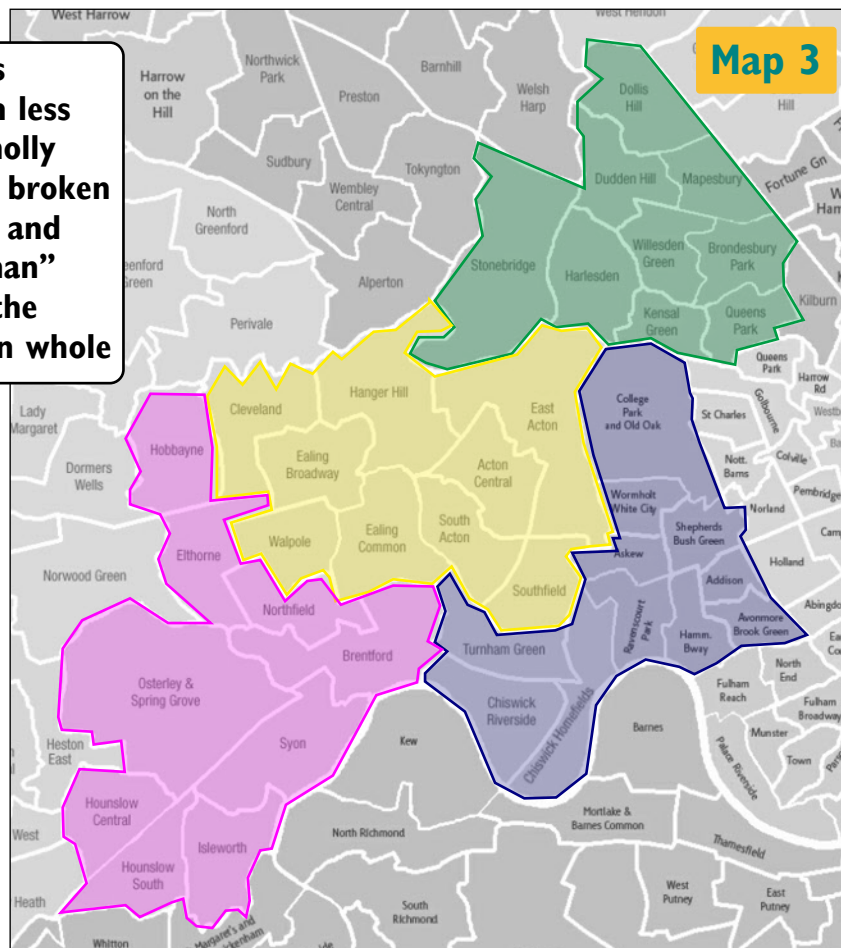 West Harrow
West Hendon
Map 3
s
n less
holly
broken
and
nan”
the
n whole
Harrow
on the
Hill
Northwick
Park
Barnhill
Preston
Welsh
Harp
Dollis
Hill
Hill
Sudbury
Tokyngton
Wembley
Central
Dudden Hill
Mapesbury
Fortune Gn
North
Greenford
Willesden
Green
Brondesbury
Park
Stonebridge
Harlesden
Alperton
Kilburn
Perivale
Kensal
Green
Queens
Park
Queens
Park
Harrow
Rd
Lady
Margaret
Cleveland
Hanger Hill
East
Acton
College
Park
and Old Oak
St Charles
Golbourne
Hobbayne
Ealing
Broadway
Acton
Central
Dormers
Wells
Nott.
Barns
Colville
Wormholt
White City
Pembridge
Norland
Elthorne
Walpole
Ealing
Common
South
Acton
Shepherds
Bush Green
Askew
Holland
Norwood Green
Southfield
Addison
Northfield
Ravenscourt
Park
Avonmore
Brook Green
Hamm.
Bway
Brentford
Turnham Green
North
End
Osterley &
Spring Grove
Fulham
Reach
Chiswick
Riverside
Chiswick Homefields
Fulham
Broadway
Heston
East
Syon
Kew
Barnes
Munster
Town
Palace Riverside
Hounslow
Central
Isleworth
North Richmond
Mortlake &
Barnes Common
Thamesfield
West
Hounslow
South
Heath
South
Richmond
West
Putney
East
Putney
Whitton